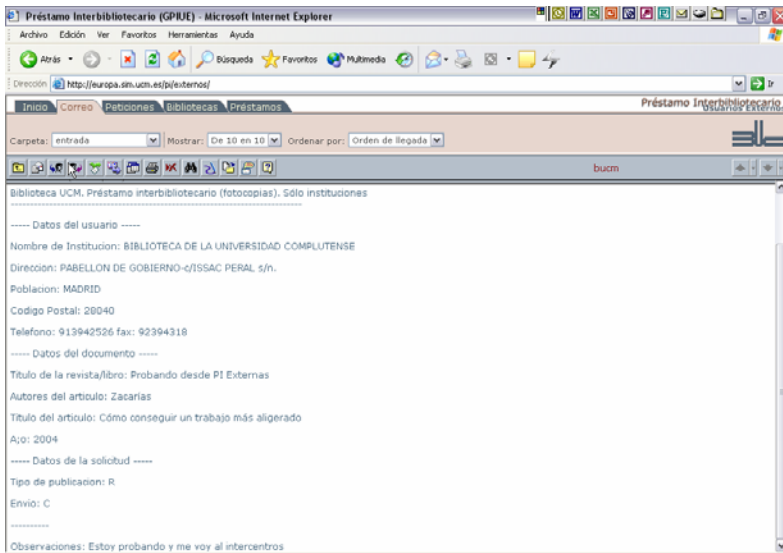 Préstamo Interbibliotecario (GPIUE) - Microsoft Internet Explorer
Archivo Edición Ver Favoritos Herramientas Ayuda
Atrás Búsqueda Favoritos Multimedia
Dirección http://europa.sim.ucm.es/pi/externos/ Ir
Inicio Correo Peticiones Bibliotecas Préstamos Préstamo Interbibliotecario
Usuarios Externos
Carpeta: entrada Mostrar: De 10 en 10 Ordenar por: Orden de llegada
bucm
Biblioteca UCM. Préstamo interbibliotecario (fotocopias). Sólo instituciones
----- Datos del usuario -----
Nombre de Institucion: BIBLIOTECA DE LA UNIVERSIDAD COMPLUTENSE
Direccion: PABELLON DE GOBIERNO-c/ISSAC PERAL s/n.
Poblacion: MADRID
Codigo Postal: 28040
Telefono: 913942526 fax: 92394318
----- Datos del documento -----
Titulo de la revista/libro: Probando desde PI Externas
Autores del articulo: Zacarías
Titulo del articulo: Cómo conseguir un trabajo más aligerado
A;o: 2004
----- Datos de la solicitud -----
Tipo de publicacion: R
Envio: C
----------
Observaciones: Estoy probando y me voy al intercentros